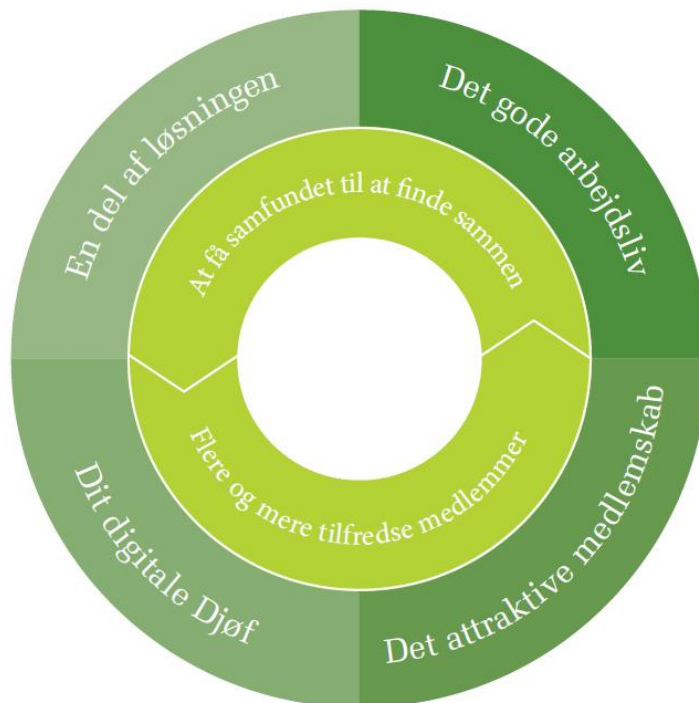 En del af løsningen
Det gode arbejdsliv
At få samfundet til at finde sammen
Flere og mere tilfredse medlemmer
Dit digitale Djøf
Det attraktive medlemskab